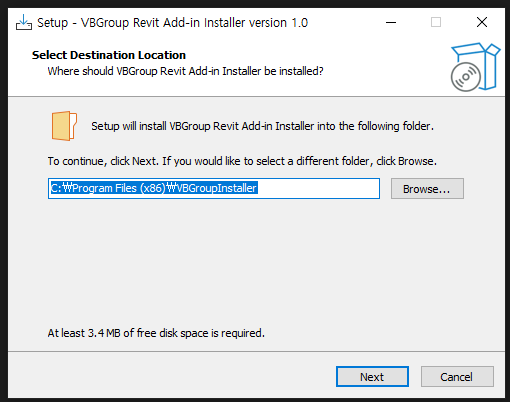 Setup - VBGroup Revit Add-in Installer version 1.0
Select Destination Location
Where should VBGroup Revit Add-in Installer be installed?
Setup will install VBGroup Revit Add-in Installer into the following folder.
To continue, click Next. If you would like to select a different folder, click Browse.
C:₩Program Files (x86)₩VBGroupInstaller
Browse...
At least 3.4 MB of free disk space is required.
Next
Cancel